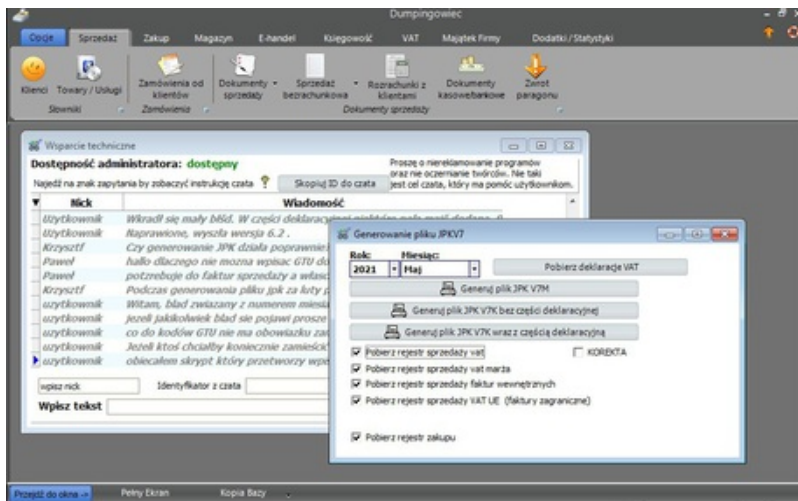 Dumpingowiec
Opcje Sprzedaż Zakup Magazyn E-handel Księgowość VAT Majątek Firmy Dodatki/Statystyki
Klienci Towary / Usługi Zamówienia od klientów Dokumenty sprzedaży Sprzedaż bezrachunkowa Rozrachunki z klientami Dokumenty kasowe/bankowe Zwrot paragonu
Słowniki Zamówienia Dokumenty sprzedaży
Wsparcie techniczne
Dostępność administratora: dostępny
Proszę o niereklamowanie programów
oraz nie oczernianie twórców. Nie taki
jest cel czata, który ma pomóc użytkownikom.
Najedź na znak zapytania by zobaczyć instrukcję czata ? Skopiuj ID do czata
Nick Wiadomość
Użytkownik Wkradł się mały błąd. W części deklaracyjnej
Użytkownik Naprawione, wyszła wersja 6.2 .
Krzysztf Czy generowanie JPK działa poprawnie
Paweł hallo dlaczego nie mozna wpisac GTU do
Paweł potrzebuje do faktur sprzedazy a własc
Krzysztf Podczas generowania pliku jpk za luty p
uzytkownik Witam, blad zwiazany z numerem miesia
uzytkownik jezeli jakikolwiek blad sie pojawi prosze
uzytkownik co do kodów GTU nie ma obowiazku za
uzytkownik Jezeli ktoś chciałby koniecznie zamieścić
uzytkownik obiecałem skrypt który przetworzy wpi
wpisz nick Identyfikator z czata
Wpisz tekst
Generowanie pliku JPKV7
Rok: Miesiąc:
2021 Maj Pobierz deklaracje VAT
Generuj plik JPK V7M
Generuj plik JPK V7K bez części deklaracyjnej
Generuj plik JPK V7K wraz z częścią deklaracyjną
Pobierz rejestr sprzedaży vat KOREKTA
Pobierz rejestr sprzedaży vat marża
Pobierz rejestr sprzedaży faktur wewnętrznych
Pobierz rejestr sprzedaży VAT UE (faktury zagraniczne)
Pobierz rejestr zakupu
Przejdź do okna -> Pełny Ekran Kopia Bazy